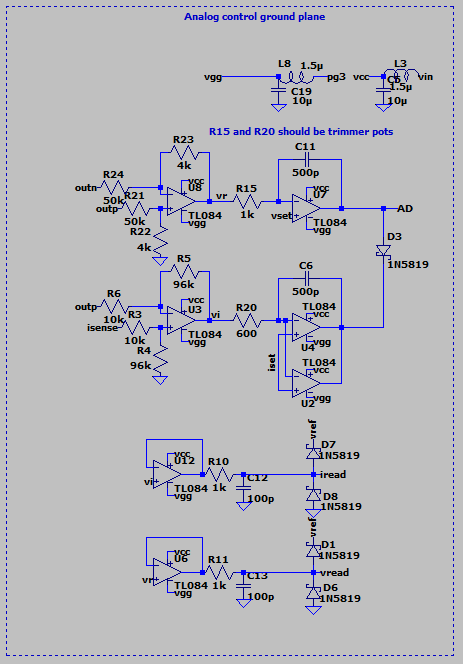 Analog control ground plane
L8 1.5µ L3
vgg pg3 vcc vin
C19 C5 1.5µ
10µ 10µ
R15 and R20 should be trimmer pots
R23 C11
4k 500p
R24 vcc vcc
outn U8 vr R15 U7
50k R21
outp TL084 1k vset TL084 AD
50k vgg vgg
R22
4k D3
R5 C6 1N5819
96k 500p
R6 vcc TL084
outp U3 vi R20 vcc
10k R3
isense TL084 600 U4 vgg
10k vgg
R4 iset TL084
96k vcc
U2 vgg
vref
D7
vcc 1N5819
U12 R10
vi TL084 1k C12 iread
vgg 100p D8
1N5819
vref
D1
vcc 1N5819
U6 R11
vr TL084 1k C13 vread
vgg 100p D6
1N5819